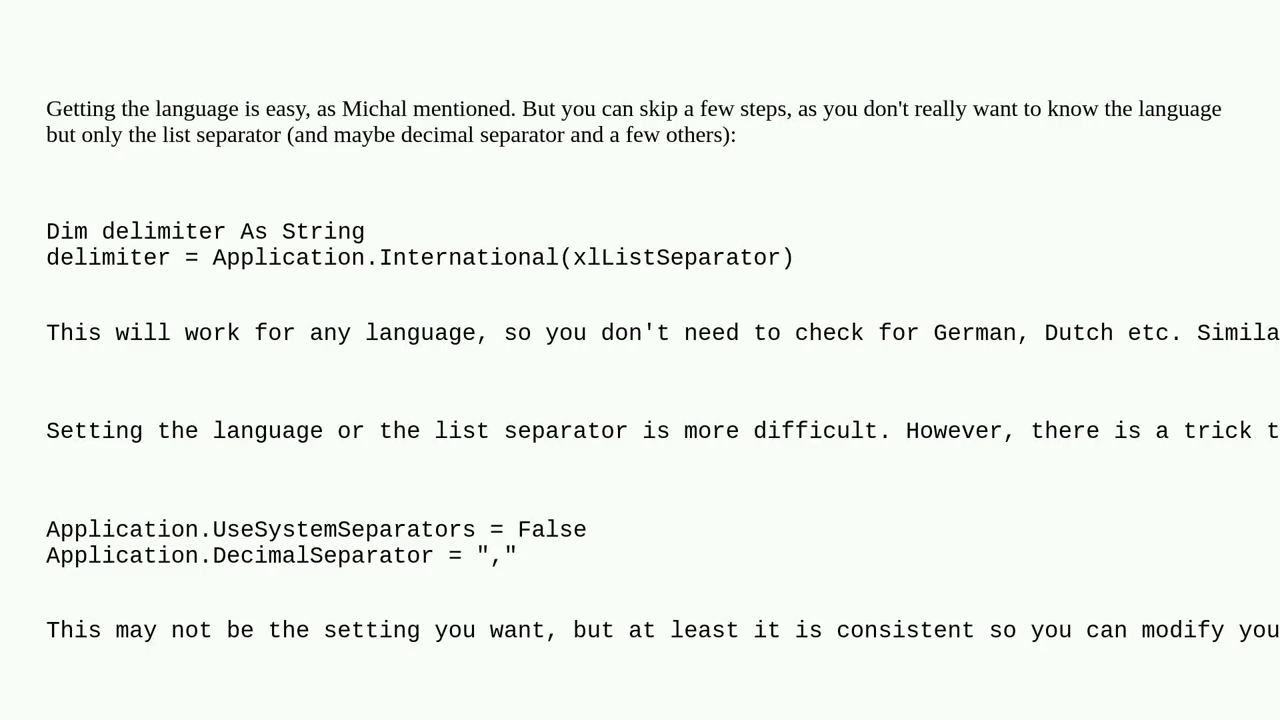 Getting the language is easy, as Michal mentioned. But you can skip a few steps, as you don't really want to know the language
but only the list separator (and maybe decimal separator and a few others):
Dim delimiter As String
delimiter = Application.International(xlListSeparator)
This will work for any language, so you don't need to check for German, Dutch etc. Simila
Setting the language or the list separator is more difficult. However, there is a trick t
Application.UseSystemSeparators = False
Application.DecimalSeparator = ","
This may not be the setting you want, but at least it is consistent so you can modify you